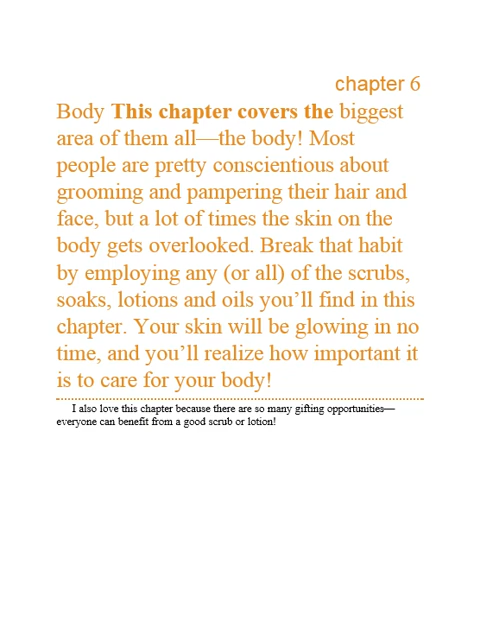 chapter 6
Body This chapter covers the biggest
area of them all—the body! Most
people are pretty conscientious about
grooming and pampering their hair and
face, but a lot of times the skin on the
body gets overlooked. Break that habit
by employing any (or all) of the scrubs,
soaks, lotions and oils you’ll find in this
chapter. Your skin will be glowing in no
time, and you’ll realize how important it
is to care for your body!
I also love this chapter because there are so many gifting opportunities—
everyone can benefit from a good scrub or lotion!